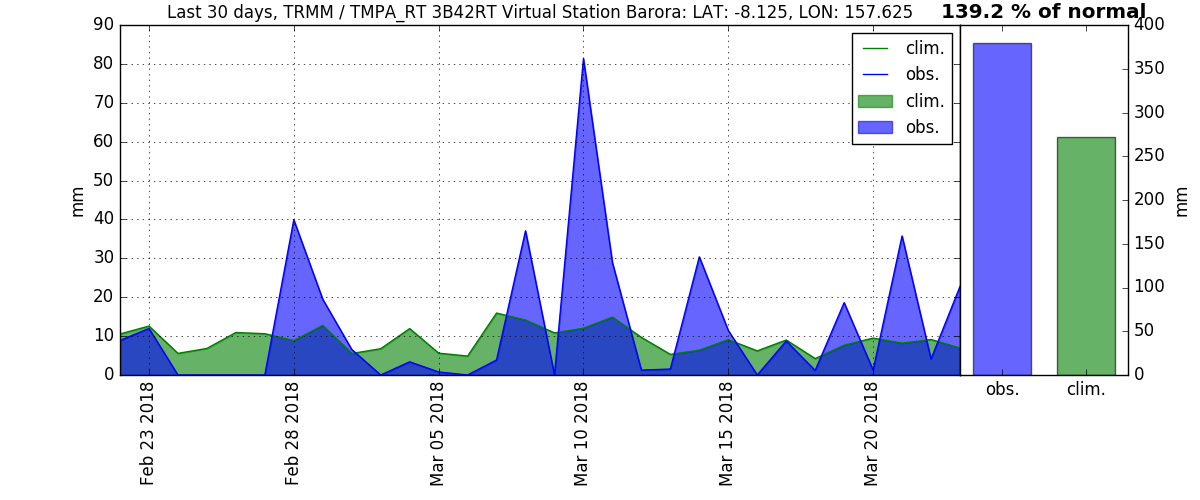 Last 30 days, TRMM / TMPA_RT 3B42RT Virtual Station Barora: LAT: -8.125, LON: 157.625
139.2 % of normal
90
80
70
60
50
40
30
20
10
0
mm
clim.
obs.
clim.
obs.
400
350
300
250
200
150
100
50
0
mm
Feb 23 2018
Feb 28 2018
Mar 05 2018
Mar 10 2018
Mar 15 2018
Mar 20 2018
obs.
clim.